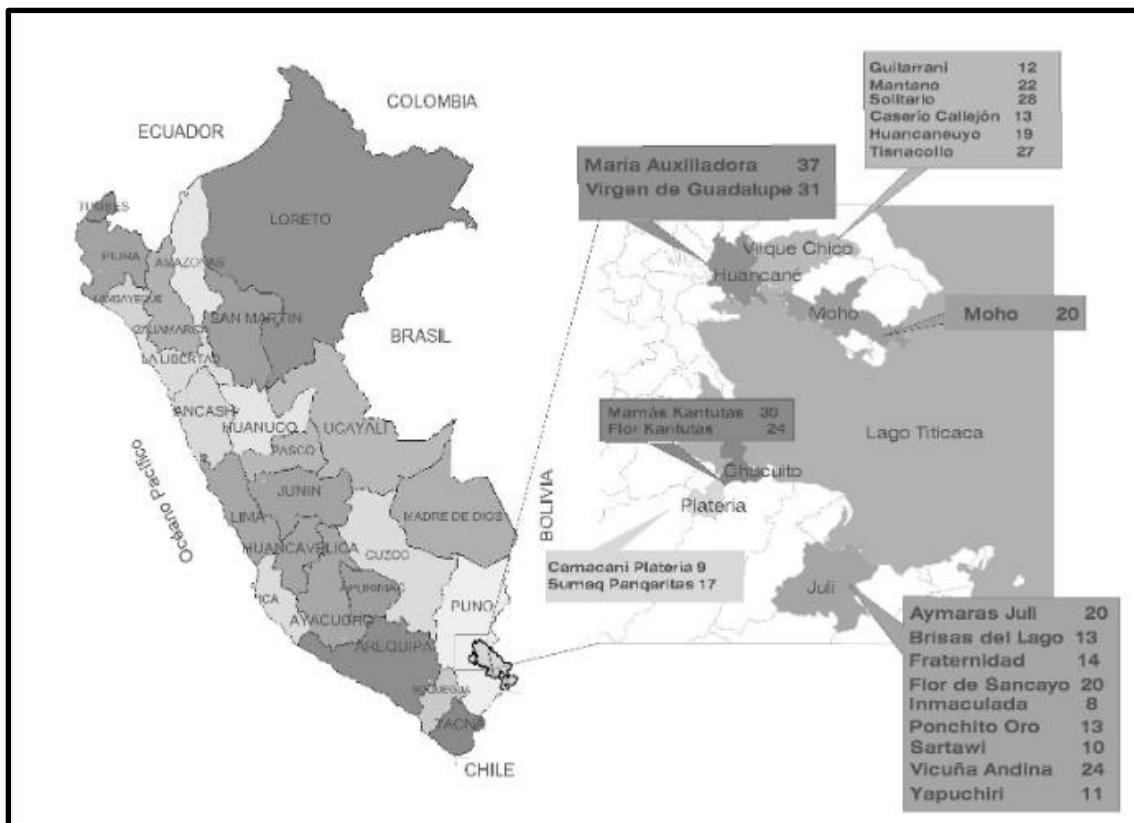 COLOMBIA
ECUADOR
TUMBES
LORETO
PIURA
AMAZONAS
LAMBAYEQUE
CAJAMARCA
SAN MARTIN
LA LIBERTAD
BRASIL
ANCASH
HUANUCO
UCAYALI
PASCO
Océano Pacífico
JUNIN
LIMA
MADRE DE DIOS
HUANCAVELICA
CUZCO
ICA
APURIMAC
AYACUCHO
PUNO
AREQUIPA
MOQUEGUA
TACNA
CHILE
BOLIVIA
Guitarrani 12
Mantano 22
Solitario 28
Caserio Callejón 13
Huancaneuyo 19
Tisnacollo 27
María Auxiliadora 37
Virgen de Guadalupe 31
Vilque Chico
Huancané
Moho
Moho 20
Mamás Kantutas 30
Flor Kantutas 24
Lago Titicaca
Chucuito
Plateria
Camacani Plateria 9
Sumaq Panqaritas 17
Juli
Aymaras Juli 20
Brisas del Lago 13
Fraternidad 14
Flor de Sancayo 20
Inmaculada 8
Ponchito Oro 13
Sartawi 10
Vicuña Andina 24
Yapuchiri 11